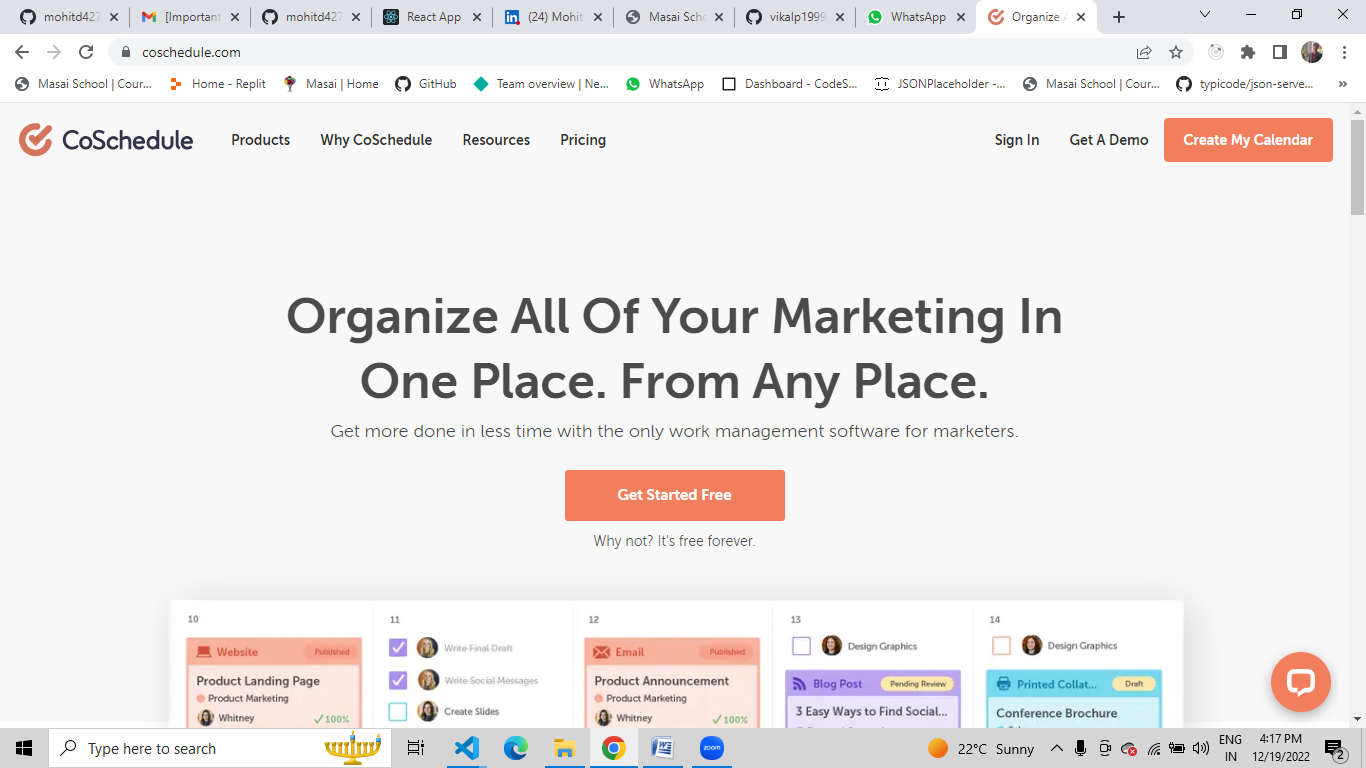 mohitd427
[Important
mohitd427
React App
(24) Mohit
Masai Scho
vikalp1999
WhatsApp
Organize A
coschedule.com
Masai School | Cour...
Home - Replit
Masai | Home
GitHub
Team overview | Ne...
WhatsApp
Dashboard - CodeS...
JSONPlaceholder -...
Masai School | Cour...
typicode/json-serve...
»
CoSchedule
Products
Why CoSchedule
Resources
Pricing
Sign In
Get A Demo
Create My Calendar
Organize All Of Your Marketing In
One Place. From Any Place.
Get more done in less time with the only work management software for marketers.
Get Started Free
Why not? It's free forever.
10
Website
Published
Product Landing Page
Product Marketing
Whitney
✓100%
11
Write Final Draft
Write Social Messages
Create Slides
12
Email
Published
Product Announcement
Product Marketing
Whitney
✓100%
13
Design Graphics
Blog Post
Pending Review
3 Easy Ways to Find Social...
14
Design Graphics
Printed Collat...
Draft
Conference Brochure
Type here to search
zoom
22°C Sunny
ENG
IN
4:17 PM
12/19/2022
2